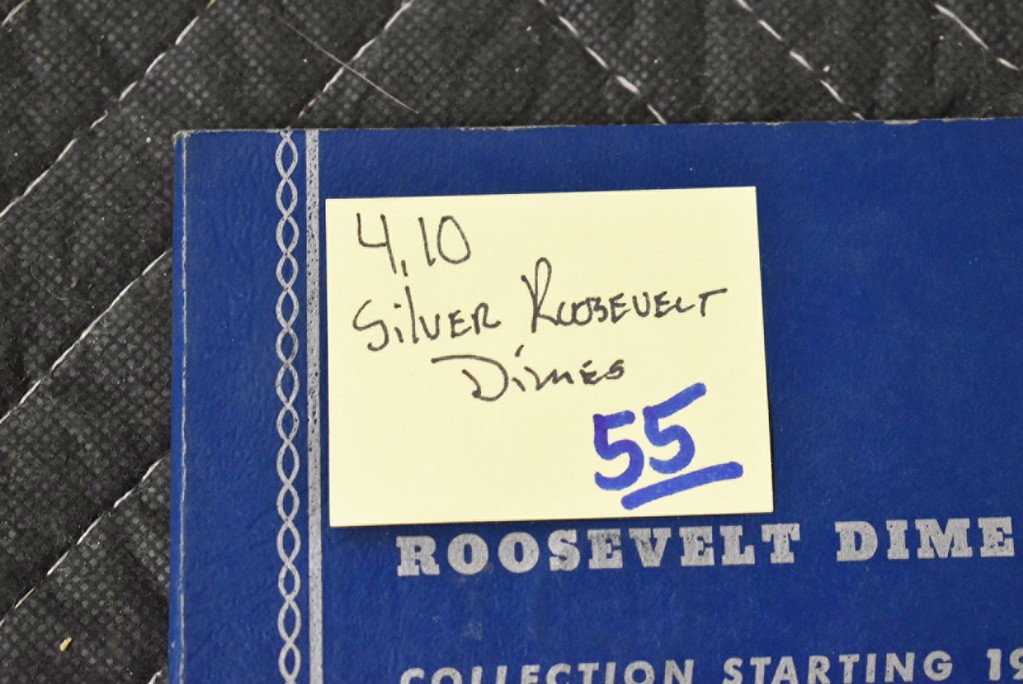 4.10
Silver Roosevelt
Dimes
55
ROOSEVELT DIME
COLLECTION STARTING 19